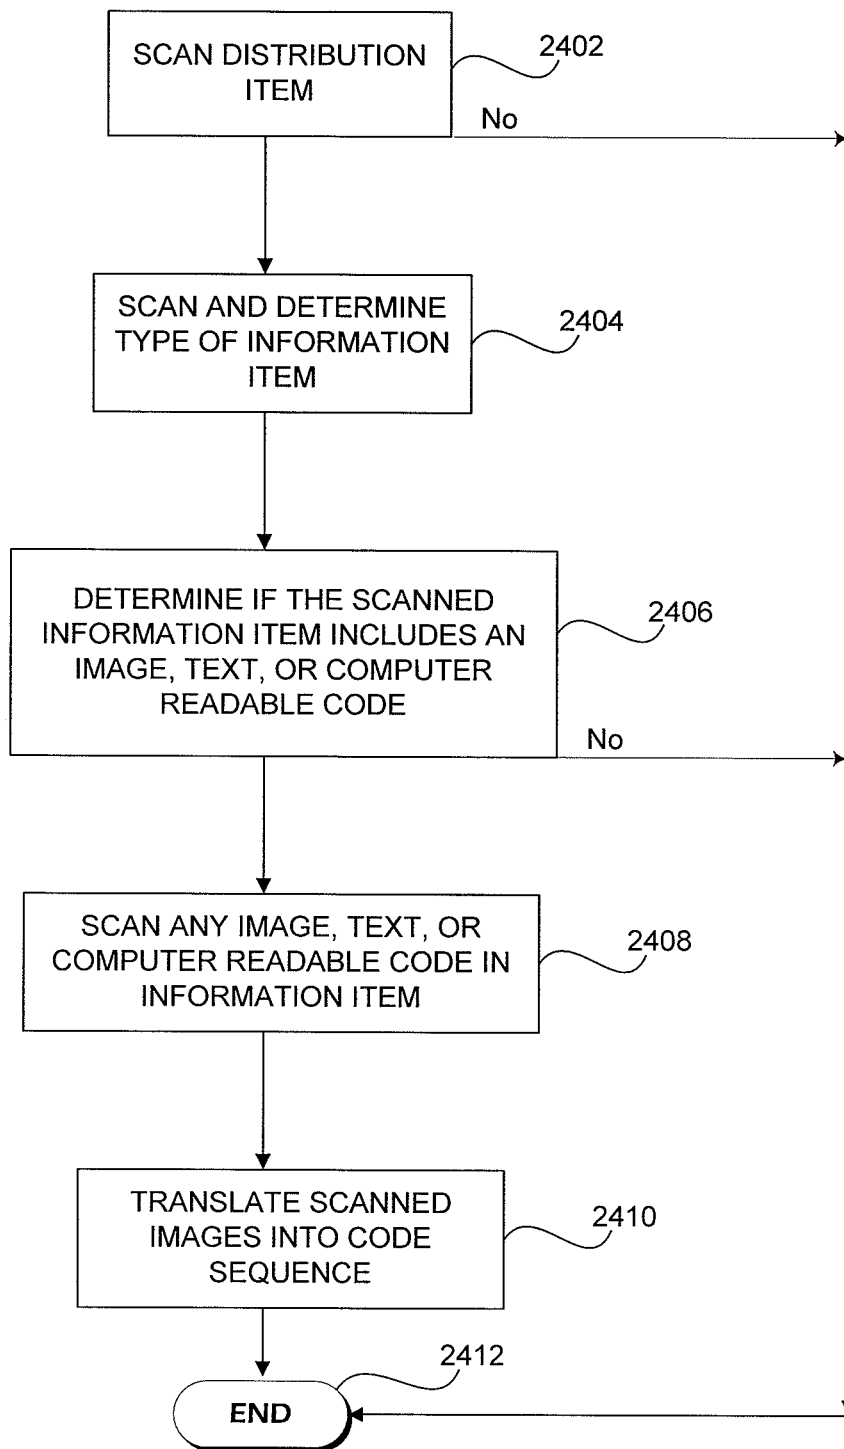 SCAN DISTRIBUTION
ITEM
2402
No
SCAN AND DETERMINE
TYPE OF INFORMATION
ITEM
2404
DETERMINE IF THE SCANNED
INFORMATION ITEM INCLUDES AN
IMAGE, TEXT, OR COMPUTER
READABLE CODE
2406
No
SCAN ANY IMAGE, TEXT, OR
COMPUTER READABLE CODE IN
INFORMATION ITEM
2408
TRANSLATE SCANNED
IMAGES INTO CODE
SEQUENCE
2410
2412
END